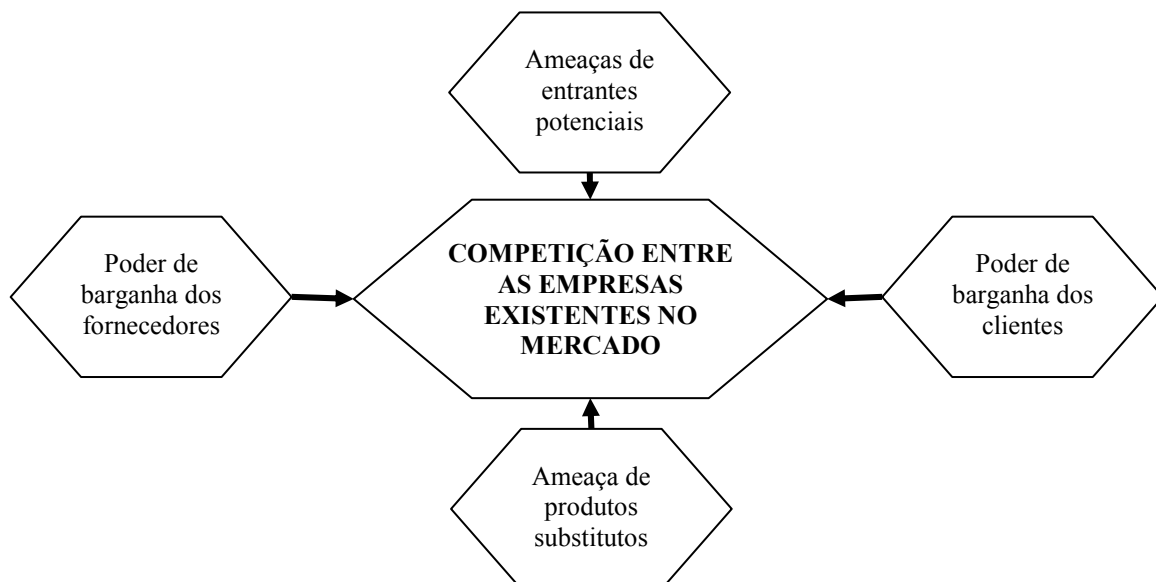 Ameaças de
entrantes
potenciais
Poder de
barganha dos
fornecedores
COMPETIÇÃO ENTRE
AS EMPRESAS
EXISTENTES NO
MERCADO
Poder de
barganha dos
clientes
Ameaça de
produtos
substitutos